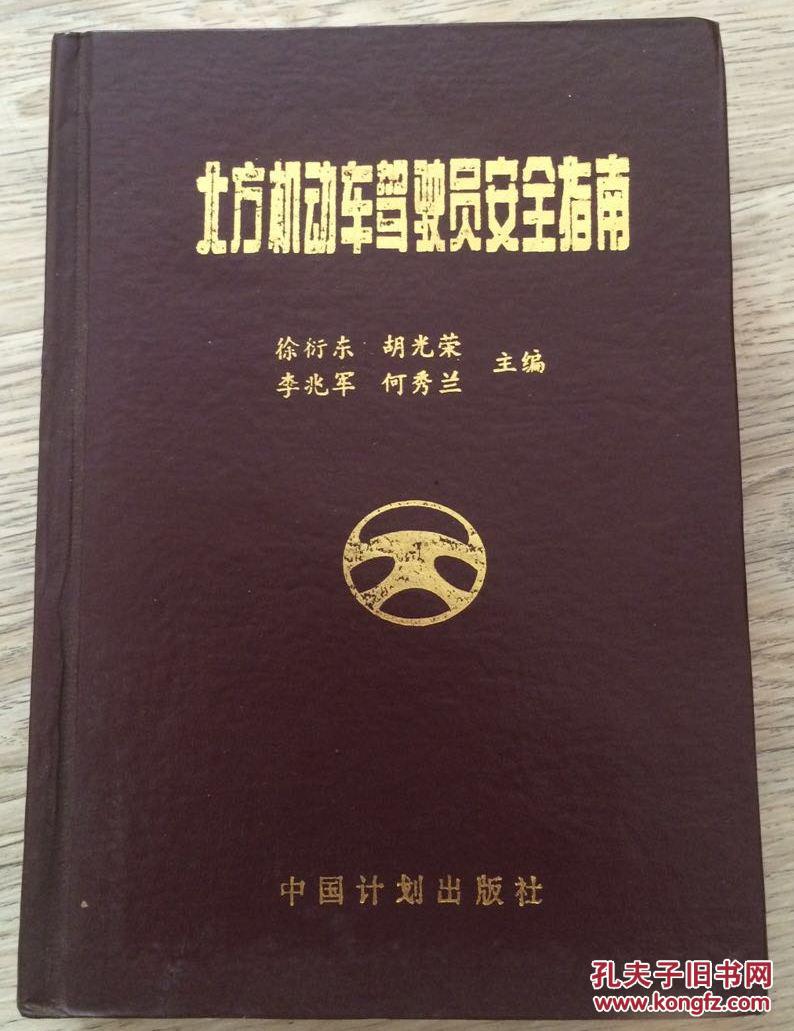 北方机动车驾驶员安全指南
徐衍东 胡光荣
李兆军 何秀兰 主编
中国计划出版社
孔夫子旧书网
www.kongfz.com